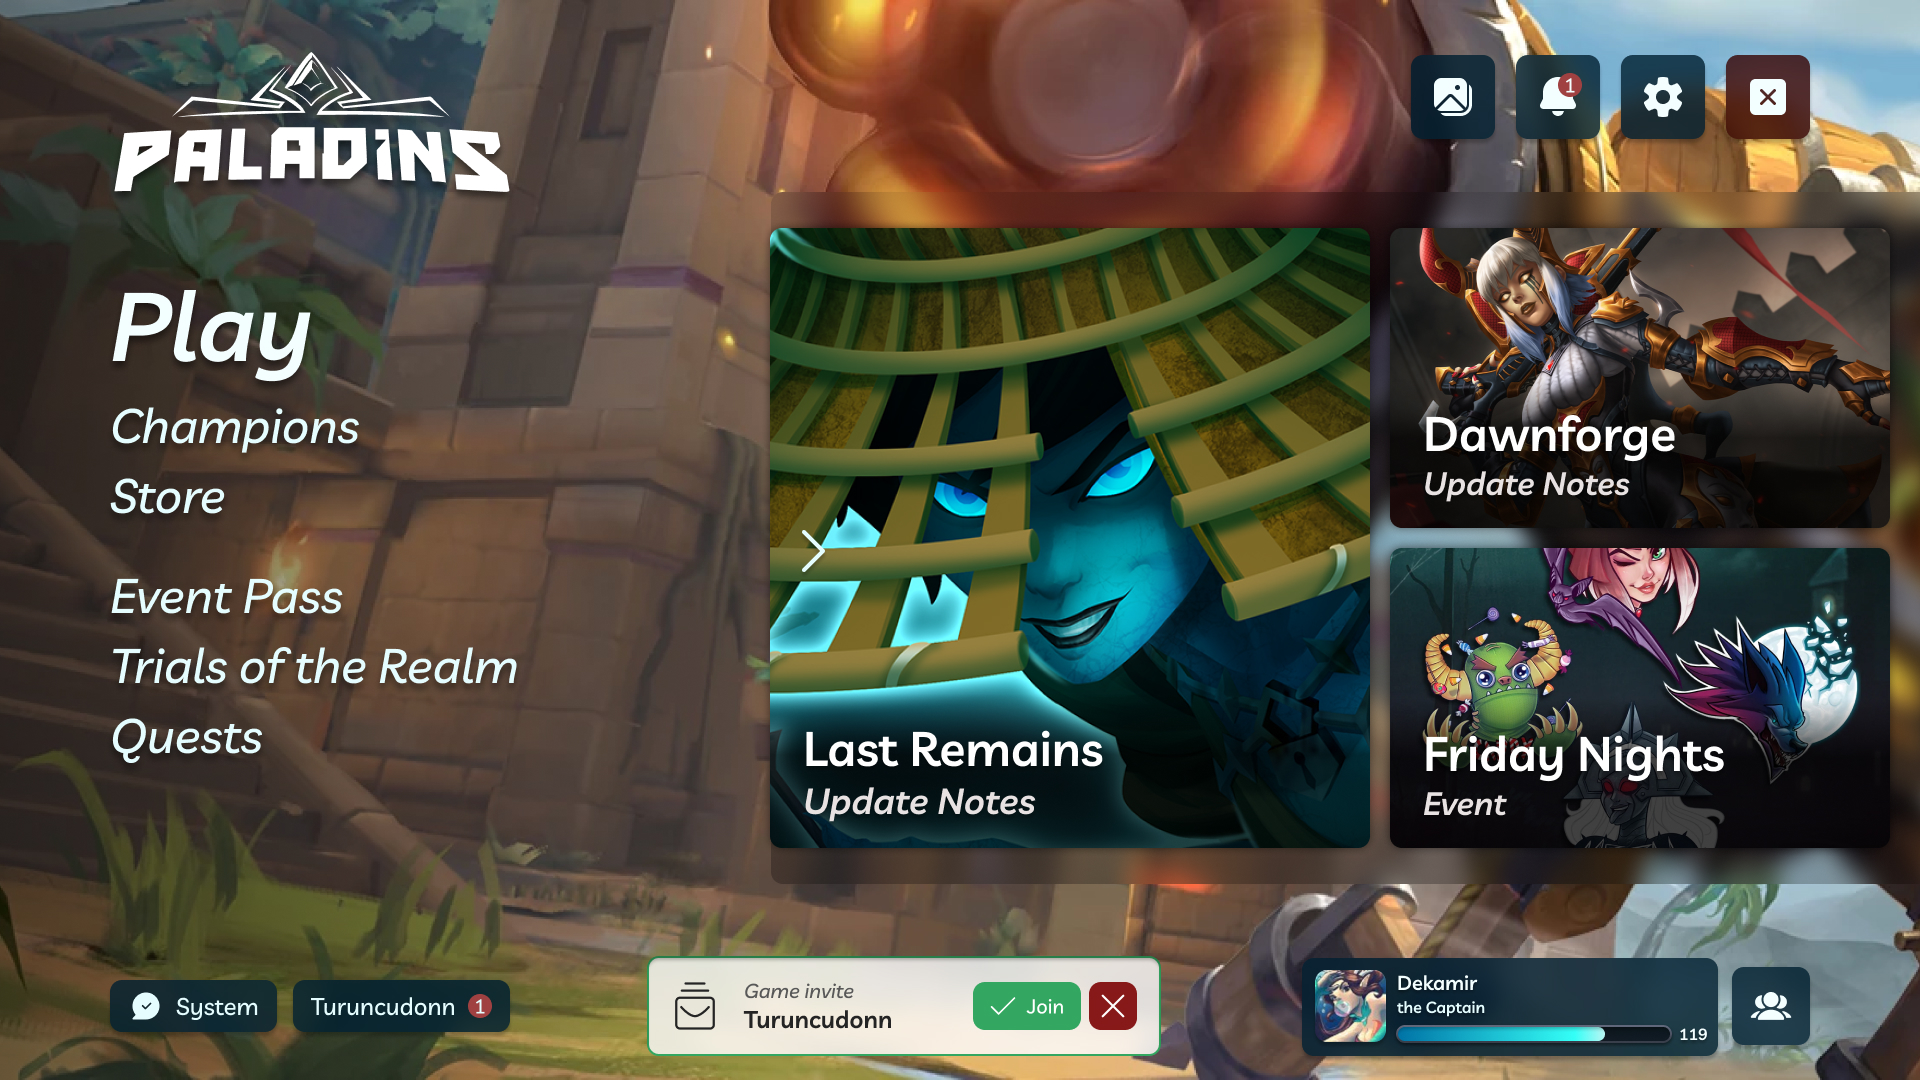 PALADINS
1
Play
Champions
Store
Event Pass
Trials of the Realm
Quests
Dawnforge
Update Notes
Last Remains
Update Notes
Friday Nights
Event
System
Turuncudonn 1
Game invite
Turuncudonn
Join
Dekamir
the Captain
119